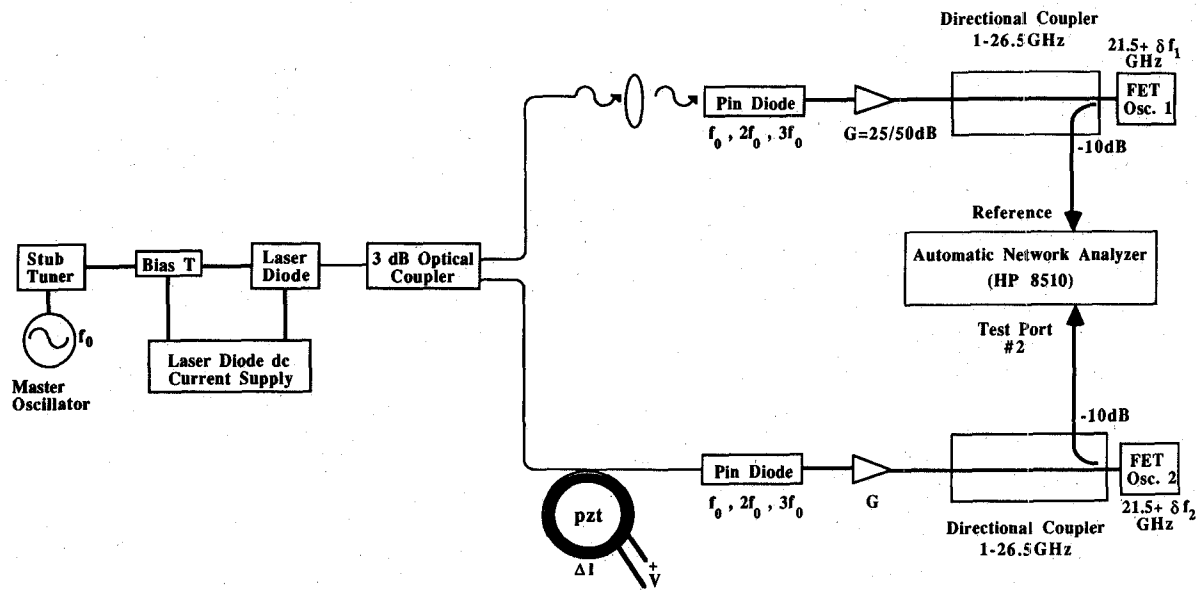 Directional Coupler
1-26.5GHz
21.5+ δf1
GHz
FET
Osc. 1
Pin Diode
f0 , 2f0 , 3f0
G=25/50dB
-10dB
Reference
Automatic Network Analyzer
(HP 8510)
Test Port
#2
Stub
Tuner
Bias T
Laser
Diode
3 dB Optical
Coupler
f0
Laser Diode dc
Current Supply
Master
Oscillator
-10dB
Pin Diode
f0 , 2f0 , 3f0
G
FET
Osc. 2
21.5+ δf2
GHz
Directional Coupler
1-26.5GHz
pzt
Δl
+
V